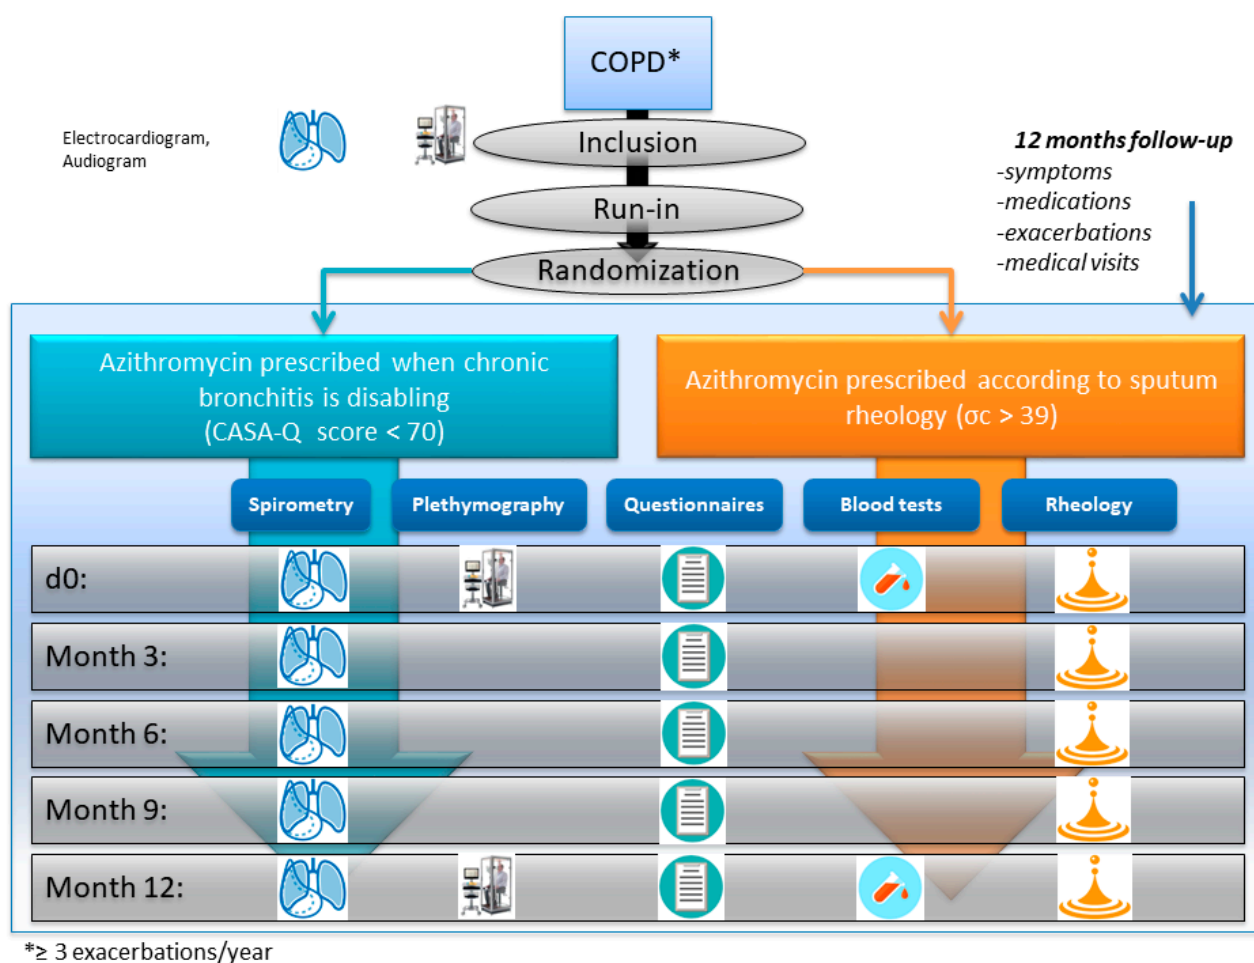 COPD*
Electrocardiogram,
Audiogram
Inclusion
Run-in
Randomization
12 months follow-up
-symptoms
-medications
-exacerbations
-medical visits
Azithromycin prescribed when chronic
bronchitis is disabling
(CASA-Q score < 70)
Azithromycin prescribed according to sputum
rheology (σc > 39)
Spirometry
Plethymography
Questionnaires
Blood tests
Rheology
d0:
Month 3:
Month 6:
Month 9:
Month 12:
*≥ 3 exacerbations/year